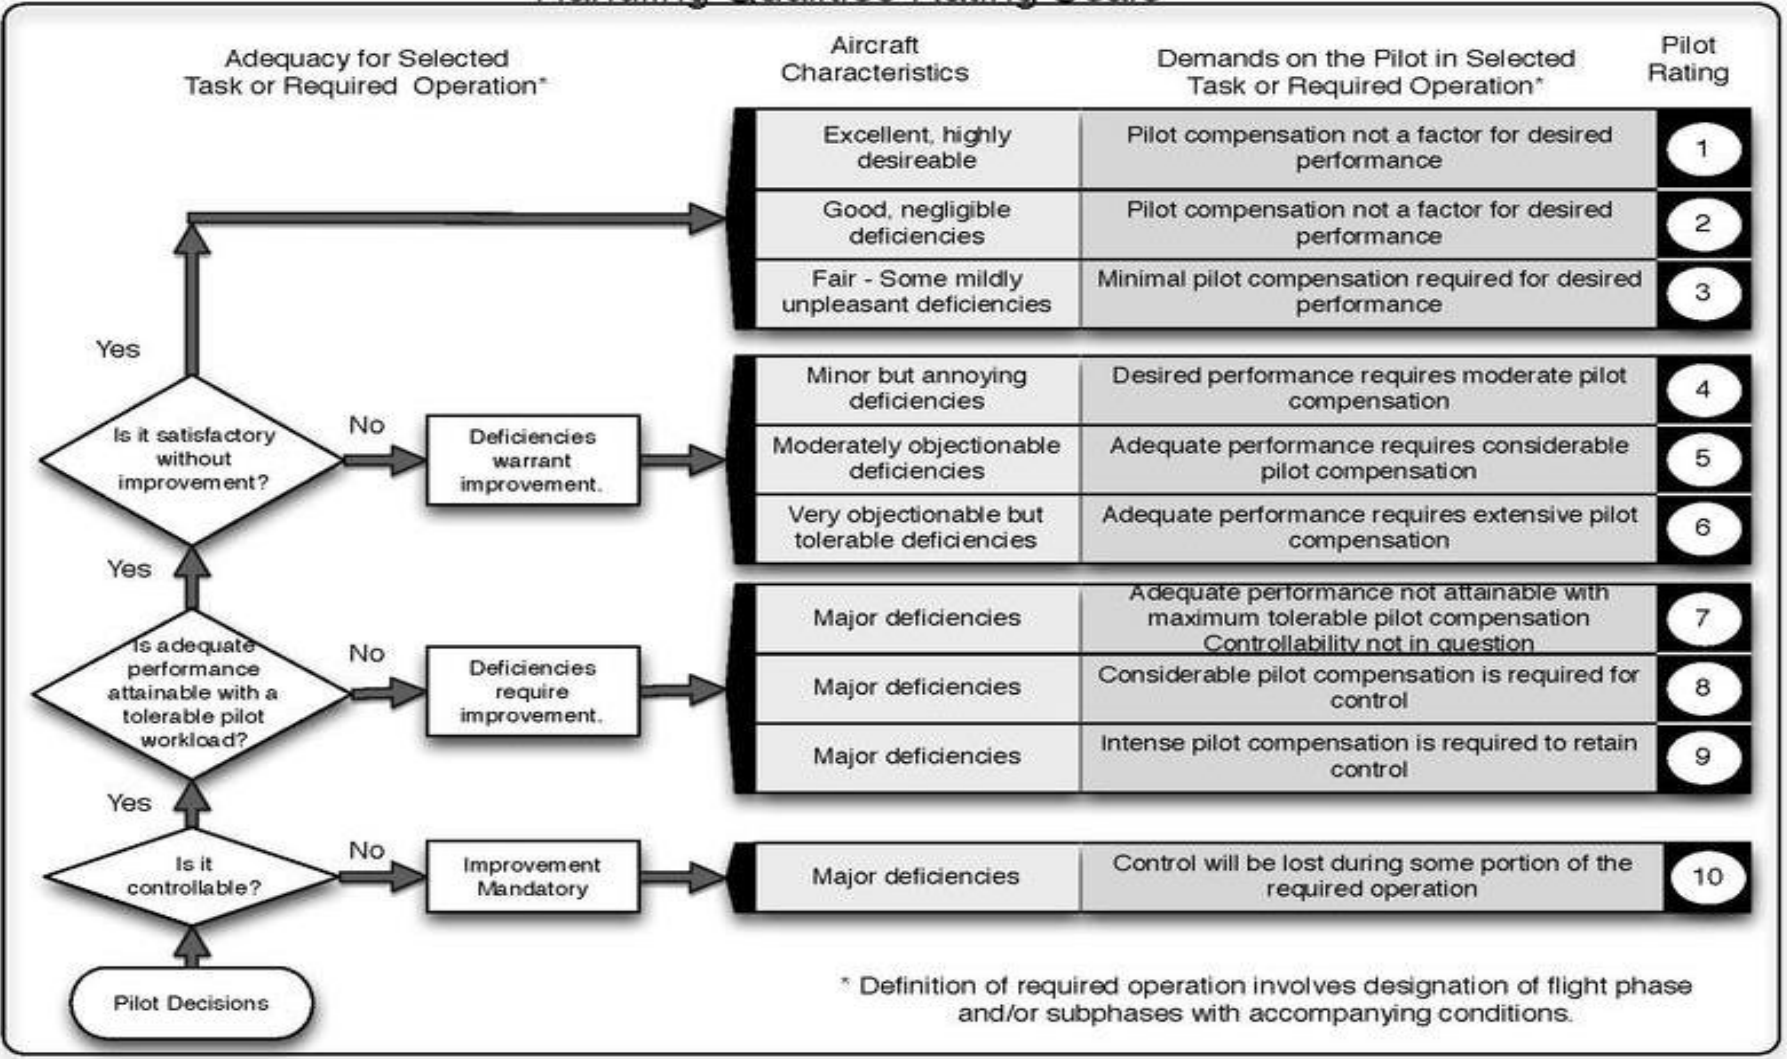 Handling Qualities Rating Scale
Adequacy for Selected
Task or Required Operation*
Aircraft
Characteristics
Demands on the Pilot in Selected
Task or Required Operation*
Pilot
Rating
Excellent, highly
desireable
Pilot compensation not a factor for desired
performance
1
Good, negligible
deficiencies
Pilot compensation not a factor for desired
performance
2
Fair - Some mildly
unpleasant deficiencies
Minimal pilot compensation required for desired
performance
3
Yes
Is it satisfactory
without
improvement?
No
Deficiencies
warrant
improvement.
Minor but annoying
deficiencies
Desired performance requires moderate pilot
compensation
4
Moderately objectionable
deficiencies
Adequate performance requires considerable
pilot compensation
5
Very objectionable but
tolerable deficiencies
Adequate performance requires extensive pilot
compensation
6
Yes
Is adequate
performance
attainable with a
tolerable pilot
workload?
No
Deficiencies
require
improvement.
Major deficiencies
Adequate performance not attainable with
maximum tolerable pilot compensation
Controllability not in question
7
Major deficiencies
Considerable pilot compensation is required for
control
8
Major deficiencies
Intense pilot compensation is required to retain
control
9
Yes
Is it
controllable?
No
Improvement
Mandatory
Major deficiencies
Control will be lost during some portion of the
required operation
10
Pilot Decisions
* Definition of required operation involves designation of flight phase
and/or subphases with accompanying conditions.